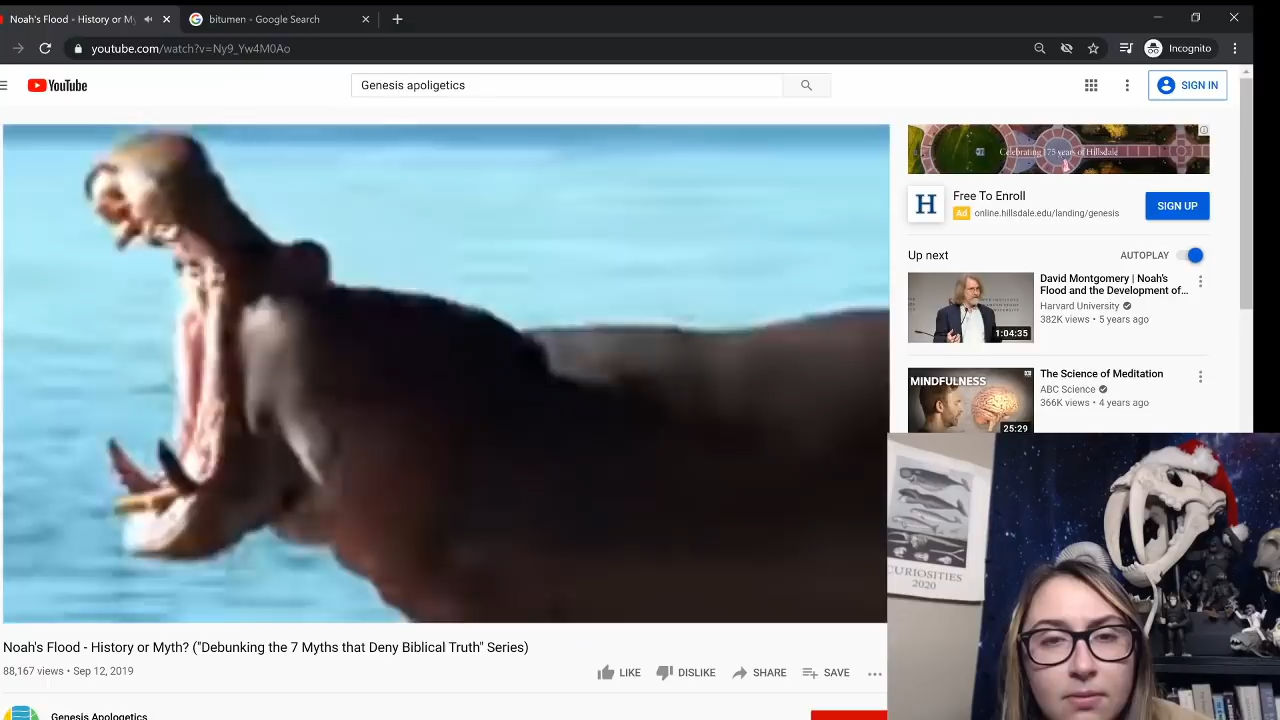 Noah's Flood - History or My
bitumen - Google Search
youtube.com/watch?v=Ny9_Yw4M0Ao
Incognito
YouTube
Genesis apoligetics
SIGN IN
Celebrating 175 years of Hillsdale
H
Free To Enroll
Ad online.hillsdale.edu/landing/genesis
SIGN UP
Up next
AUTOPLAY
David Montgomery | Noah's
Flood and the Development of...
Harvard University
382K views • 5 years ago
1:04:35
MINDFULNESS
The Science of Meditation
ABC Science
366K views • 4 years ago
25:29
CURIOSITIES
2020
Noah's Flood - History or Myth? ("Debunking the 7 Myths that Deny Biblical Truth" Series)
88,167 views • Sep 12, 2019
LIKE
DISLIKE
SHARE
SAVE
Genesis Apologetics